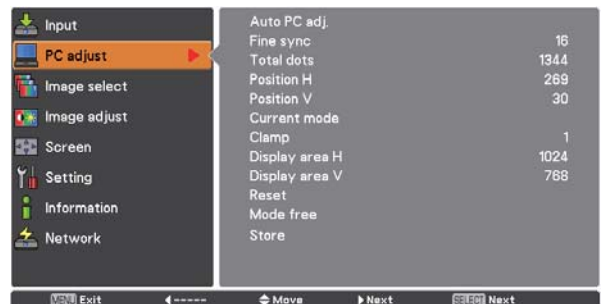 Input
PC adjust
Image select
Image adjust
Screen
Setting
Information
Network
Auto PC adj.
Fine sync 16
Total dots 1344
Position H 269
Position V 30
Current mode
Clamp 1
Display area H 1024
Display area V 768
Reset
Mode free
Store
MENU Exit ----- Move Next SELECT Next